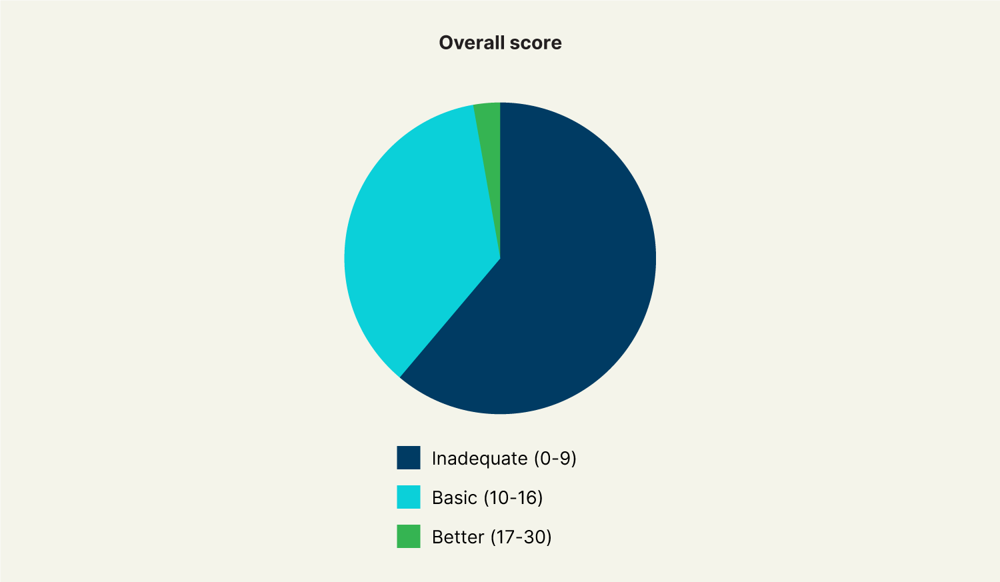 Overall score
Inadequate (0-9)
Basic (10-16)
Better (17-30)